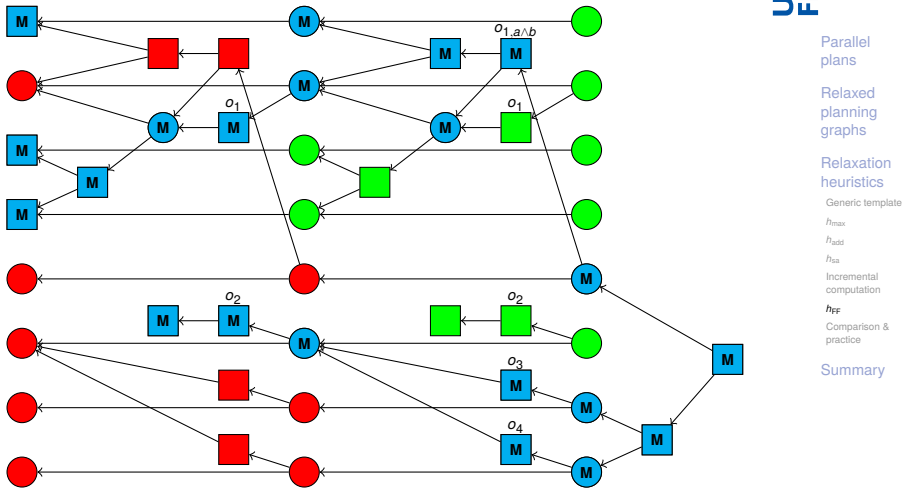 M M
o1,a∧b
M M
M
o1 o1
M M M
M
M
M
M
o2 o2
M M
M
M
o3
M
M
o4
M
M
M
Parallel
plans
Relaxed
planning
graphs
Relaxation
heuristics
Generic template
hmax
hadd
hsa
Incremental
computation
hFF
Comparison &
practice
Summary